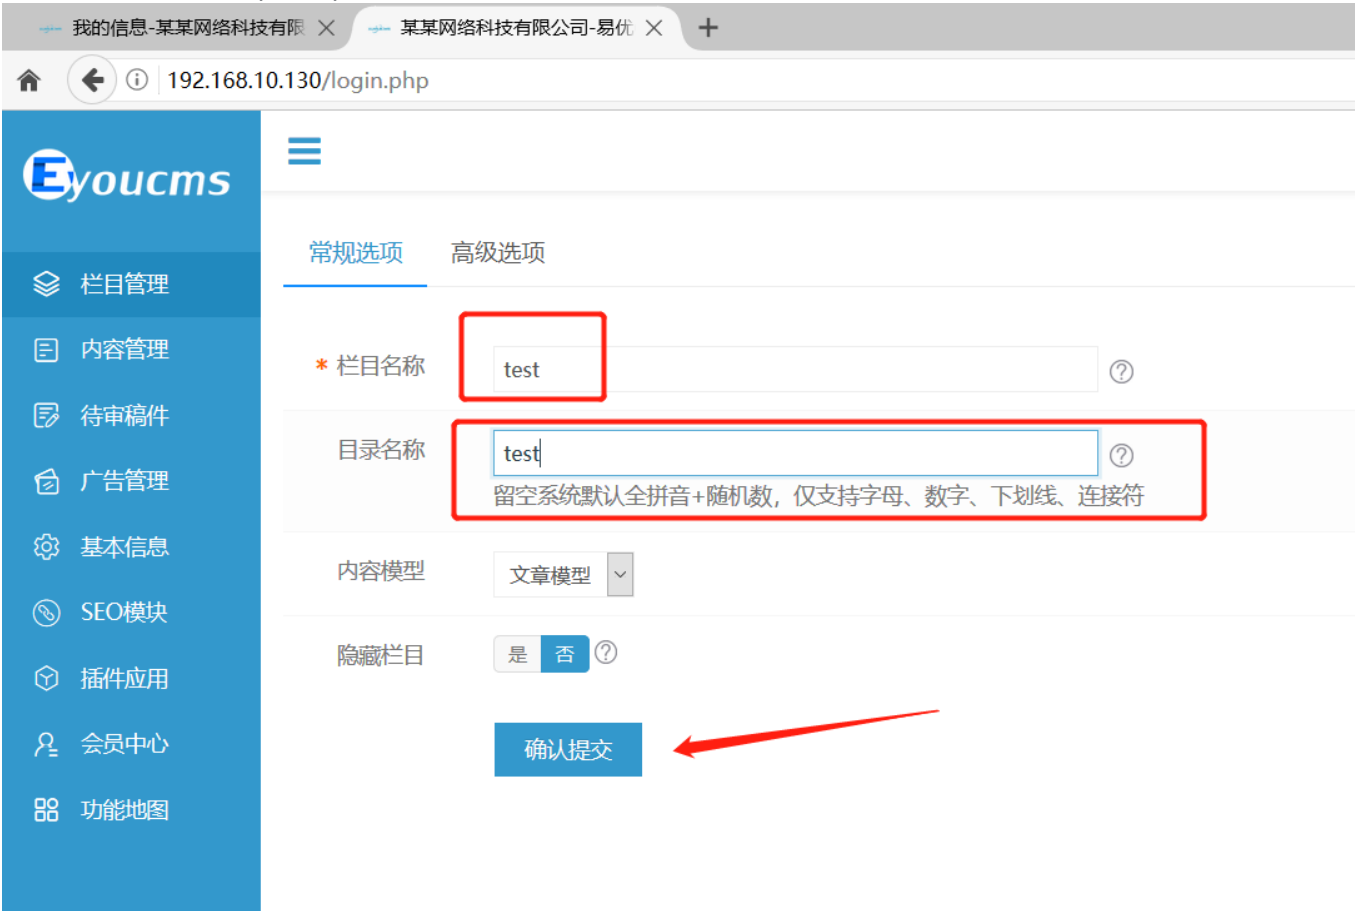 我的信息-某某网络科技有限
某某网络科技有限公司-易优
192.168.10.130/login.php
Eyoucms
常规选项 高级选项
栏目管理
内容管理
待审稿件
广告管理
基本信息
SEO模块
插件应用
会员中心
功能地图
* 栏目名称 test
目录名称 test
留空系统默认全拼音+随机数，仅支持字母、数字、下划线、连接符
内容模型 文章模型
隐藏栏目 是 否
确认提交